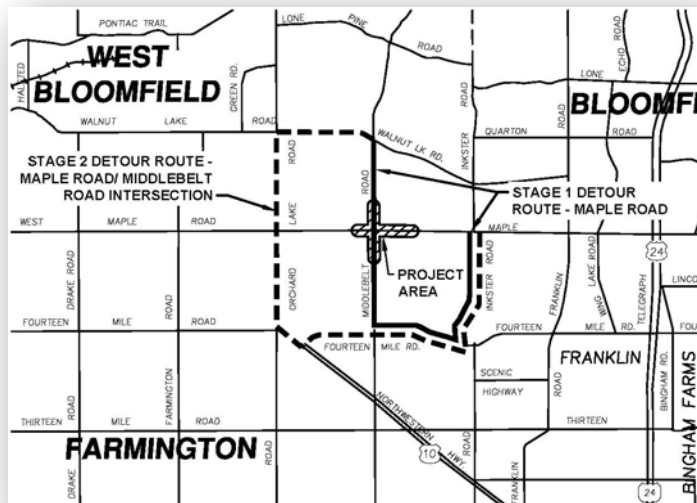 PONTIAC TRAIL
LONE PINE ROAD
ECHO ROAD
HALSTED
WEST
BLOOMFIELD
GREEN RD.
ROAD
LONE
BLOOMFI
WALNUT LAKE ROAD
WALNUT LK RD.
QUARTON ROAD
INKSTER
STAGE 2 DETOUR ROUTE -
MAPLE ROAD/ MIDDLEBELT
ROAD INTERSECTION
ROAD
ROAD
STAGE 1 DETOUR
ROUTE - MAPLE ROAD
WEST MAPLE ROAD
LAKE
MAPLE
24
PROJECT
AREA
DRAKE ROAD
ROAD
ORCHARD
MIDDLEBELT
INKSTER ROAD
FRANKLIN
WING LAKE ROAD
TELEGRAPH
LINCO
FOURTEEN MILE ROAD
FOURTEEN MILE RD.
FOURTEEN MILE RD.
FOU
BINGHAM RD.
FRANKLIN
SCENIC
HIGHWAY
ROAD
FARMINGTON
NORTHWESTERN HWY
THIRTEEN MILE ROAD
THIRTEEN
ROAD
FARMINGTON
DRAKE
ROAD
ROAD
INKSTER
FRANKLIN
BINGHAM FARMS
10
24